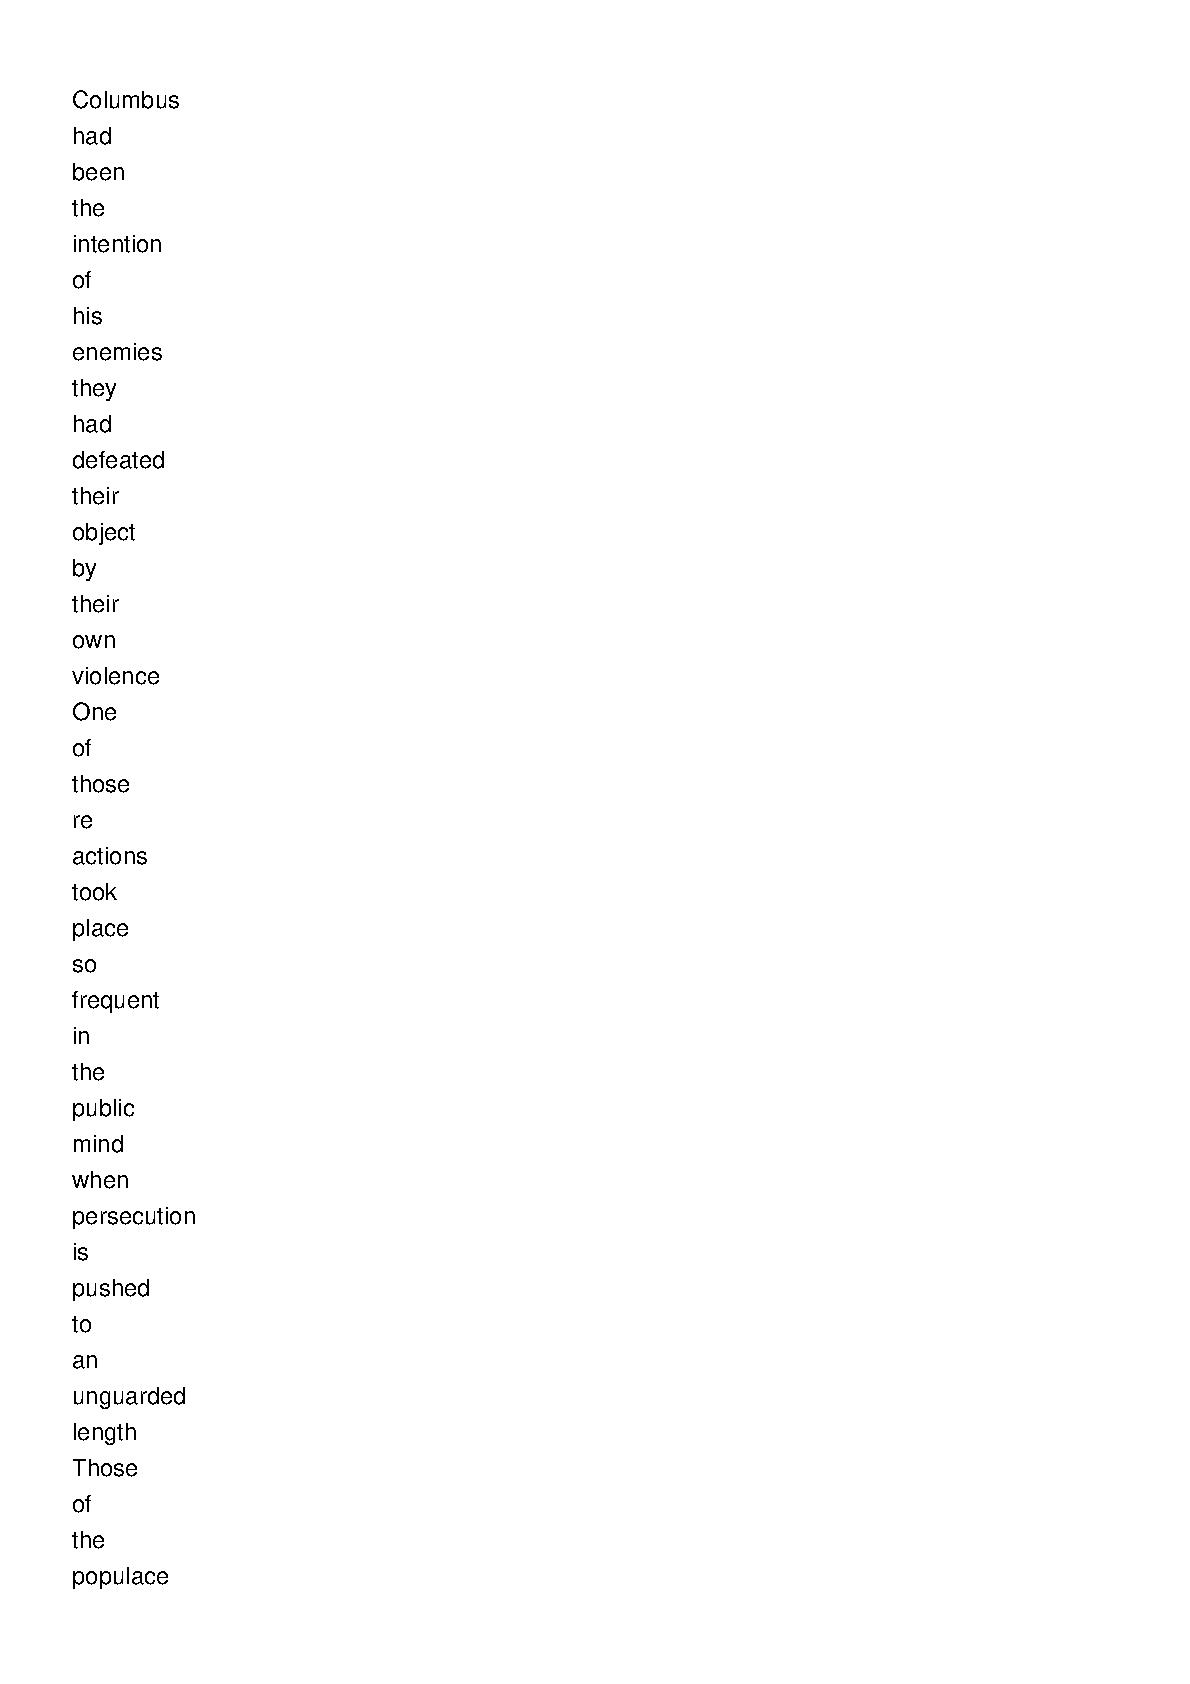 Columbus
had
been
the
intention
of
his
enemies
they
had
defeated
their
object
by
their
own
violence
One
of
those
re
actions
took
place
so
frequent
in
the
public
mind
when
persecution
is
pushed
to
an
unguarded
length
Those
of
the
populace